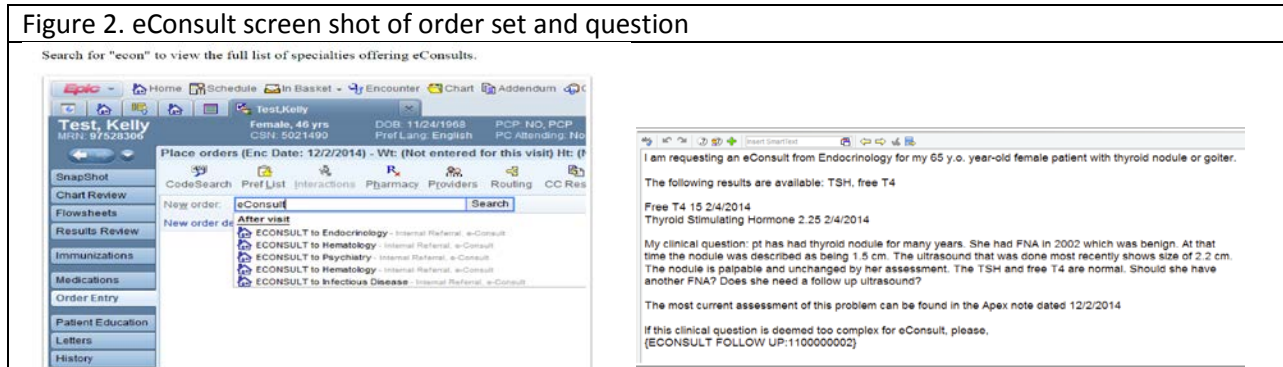 Figure 2. eConsult screen shot of order set and question
Search for "econ" to view the full list of specialties offering eConsults.
Epic Home Schedule In Basket Encounter Chart Addendum
Test,Kelly
Test, Kelly Female, 46 yrs DOB: 11/24/1968 PCP: NO, PCP
MRN: 97528306 CSN: 5021490 Pref Lang: English PC Attending: No
Place orders (Enc Date: 12/2/2014) - Wt: (Not entered for this visit) Ht: (N
SnapShot
Chart Review
Flowsheets
Results Review
Immunizations
Medications
Order Entry
Patient Education
Letters
History
CodeSearch Pref List Interactions Pharmacy Providers Routing CC Res
New order: eConsult Search
New order de
After visit
ECONSULT to Endocrinology - Internal Referral, e-Consult
ECONSULT to Hematology - Internal Referral, e-Consult
ECONSULT to Psychiatry - Internal Referral, e-Consult
ECONSULT to Hematology - Internal Referral, e-Consult
ECONSULT to Infectious Disease - Internal Referral, e-Consult
Insert SmartText
I am requesting an eConsult from Endocrinology for my 65 y.o. year-old female patient with thyroid nodule or goiter.
The following results are available: TSH, free T4
Free T4 15 2/4/2014
Thyroid Stimulating Hormone 2.25 2/4/2014
My clinical question: pt has had thyroid nodule for many years. She had FNA in 2002 which was benign. At that
time the nodule was described as being 1.5 cm. The ultrasound that was done most recently shows size of 2.2 cm.
The nodule is palpable and unchanged by her assessment. The TSH and free T4 are normal. Should she have
another FNA? Does she need a follow up ultrasound?
The most current assessment of this problem can be found in the Apex note dated 12/2/2014
If this clinical question is deemed too complex for eConsult, please,
{ECONSULT FOLLOW UP:1100000002}